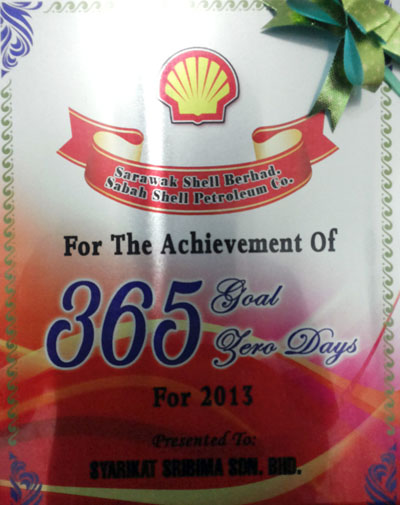 Sarawak Shell Berhad.
Sabah Shell Petroleum Co.
For The Achievement Of
365 Goal
Zero Days
For 2013
Presented To:
SYARIKAT SRIBIMA SDN. BHD.